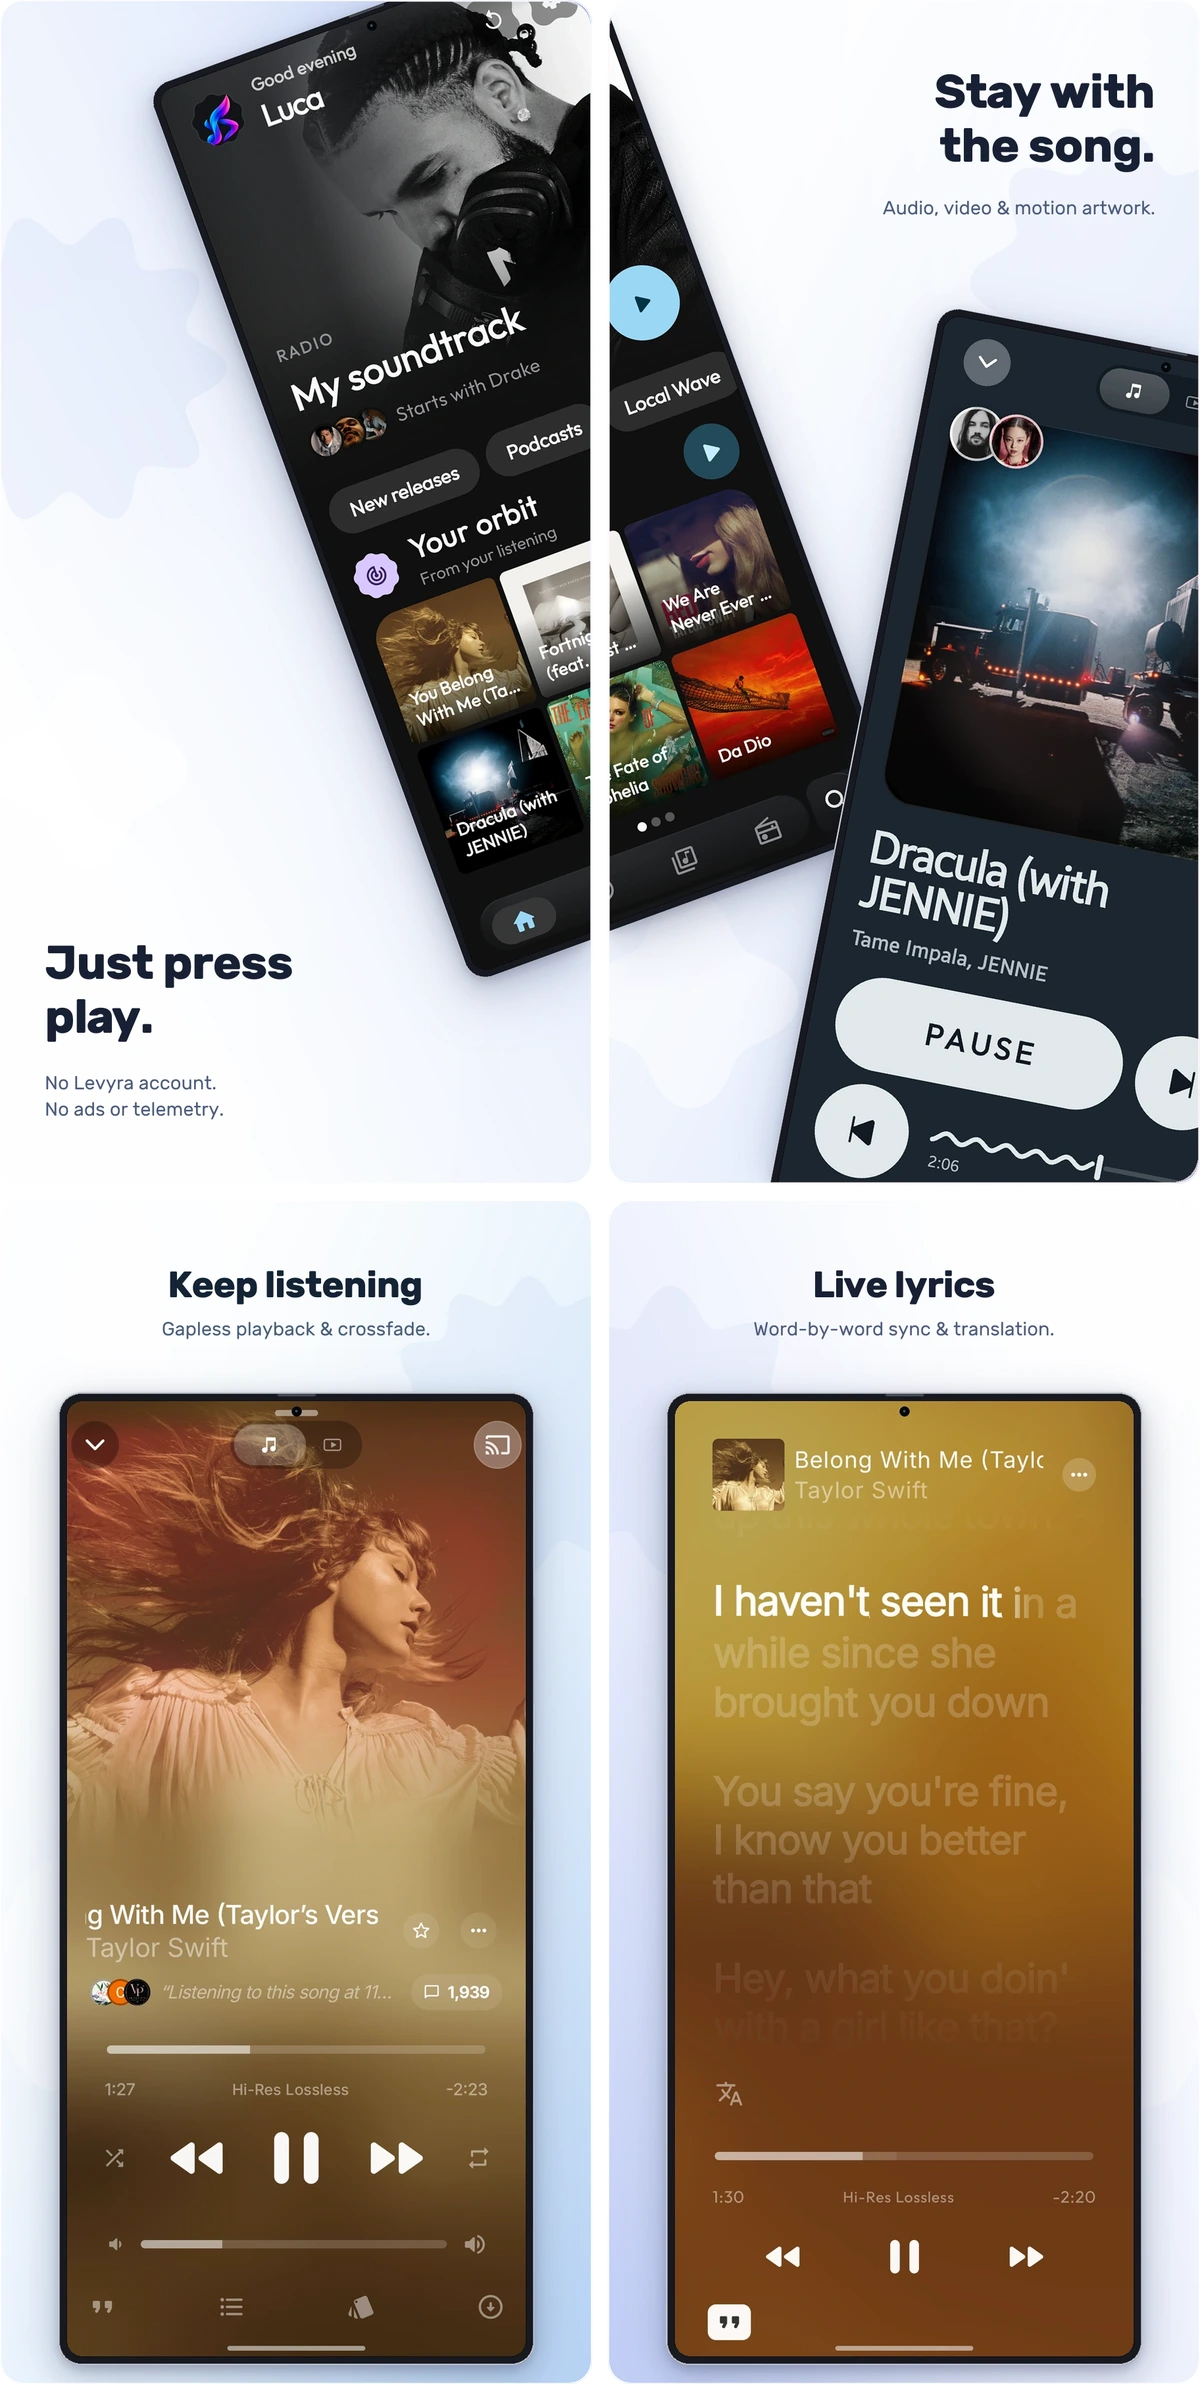 Good evening
Luca
RADIO
My soundtrack
Starts with Drake
New releases
Podcasts
Your orbit
From your listening
You Belong
With Me (Ta...
Dracula (with
JENNIE)
Just press
play.
No Levyra account.
No ads or telemetry.
Stay with
the song.
Audio, video & motion artwork.
Local Wave
We Are
Never Ever ...
Fate of
Da Dio
Dracula (with
JENNIE)
Tame Impala, JENNIE
PAUSE
2:06
Keep listening
Gapless playback & crossfade.
g With Me (Taylor's Vers
Taylor Swift
"Listening to this song at 11...
1,939
1:27
Hi-Res Lossless
-2:23
Live lyrics
Word-by-word sync & translation.
Belong With Me (Taylo
Taylor Swift
up this whole town
I haven't seen it in a
while since she
brought you down
You say you're fine,
I know you better
than that
Hey, what you doin'
with a girl like that?
1:30
Hi-Res Lossless
-2:20